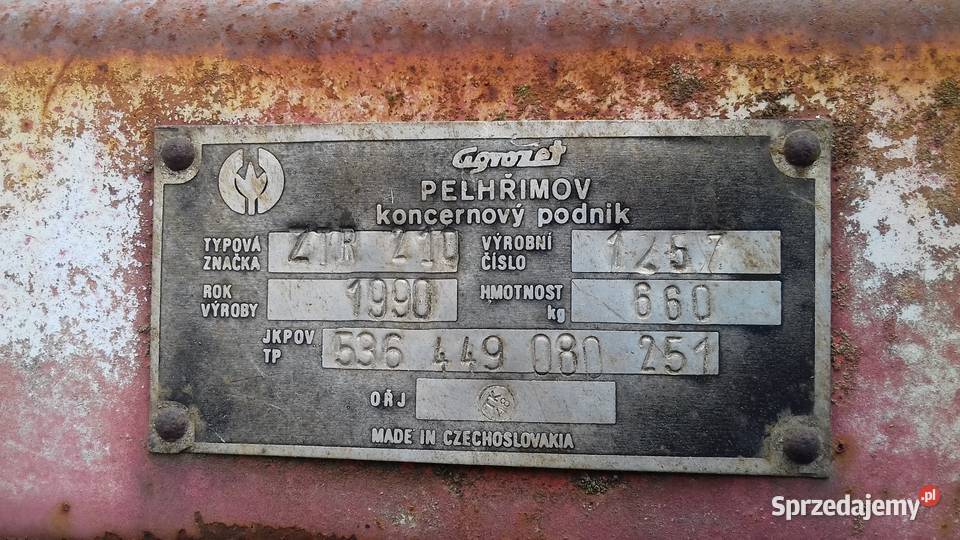 agrozet
PELHŘIMOV
koncernový podnik
TYPOVÁ ZNAČKA ZTR 210
VÝROBNÍ ČÍSLO 1257
ROK VÝROBY 1990
HMOTNOST kg 660
JKPOV TP 536 449 080 251
OŘJ
MADE IN CZECHOSLOVAKIA
Sprzedajemy.pl